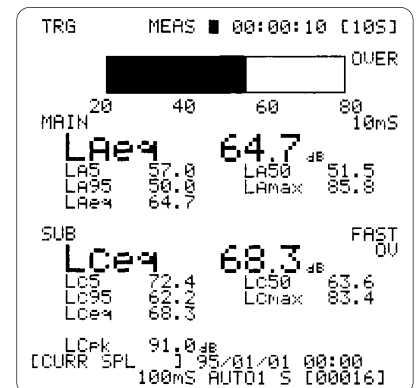 TRG MEAS 00:00:10 [10S]
OVER
20 40 60 80
MAIN 10mS
LAeq 64.7 dB
LA5 57.0 LA50 51.5
LA95 50.0 LAmax 85.8
LAeq 64.7
SUB FAST
OV
LCeq 68.3 dB
LC5 72.4 LC50 63.6
LC95 62.2 LCmax 83.4
LCeq 68.3
LCPk 91.0 dB
[CURR SPL ] 95/01/01 00:00
100mS AUTO1 S [00016]